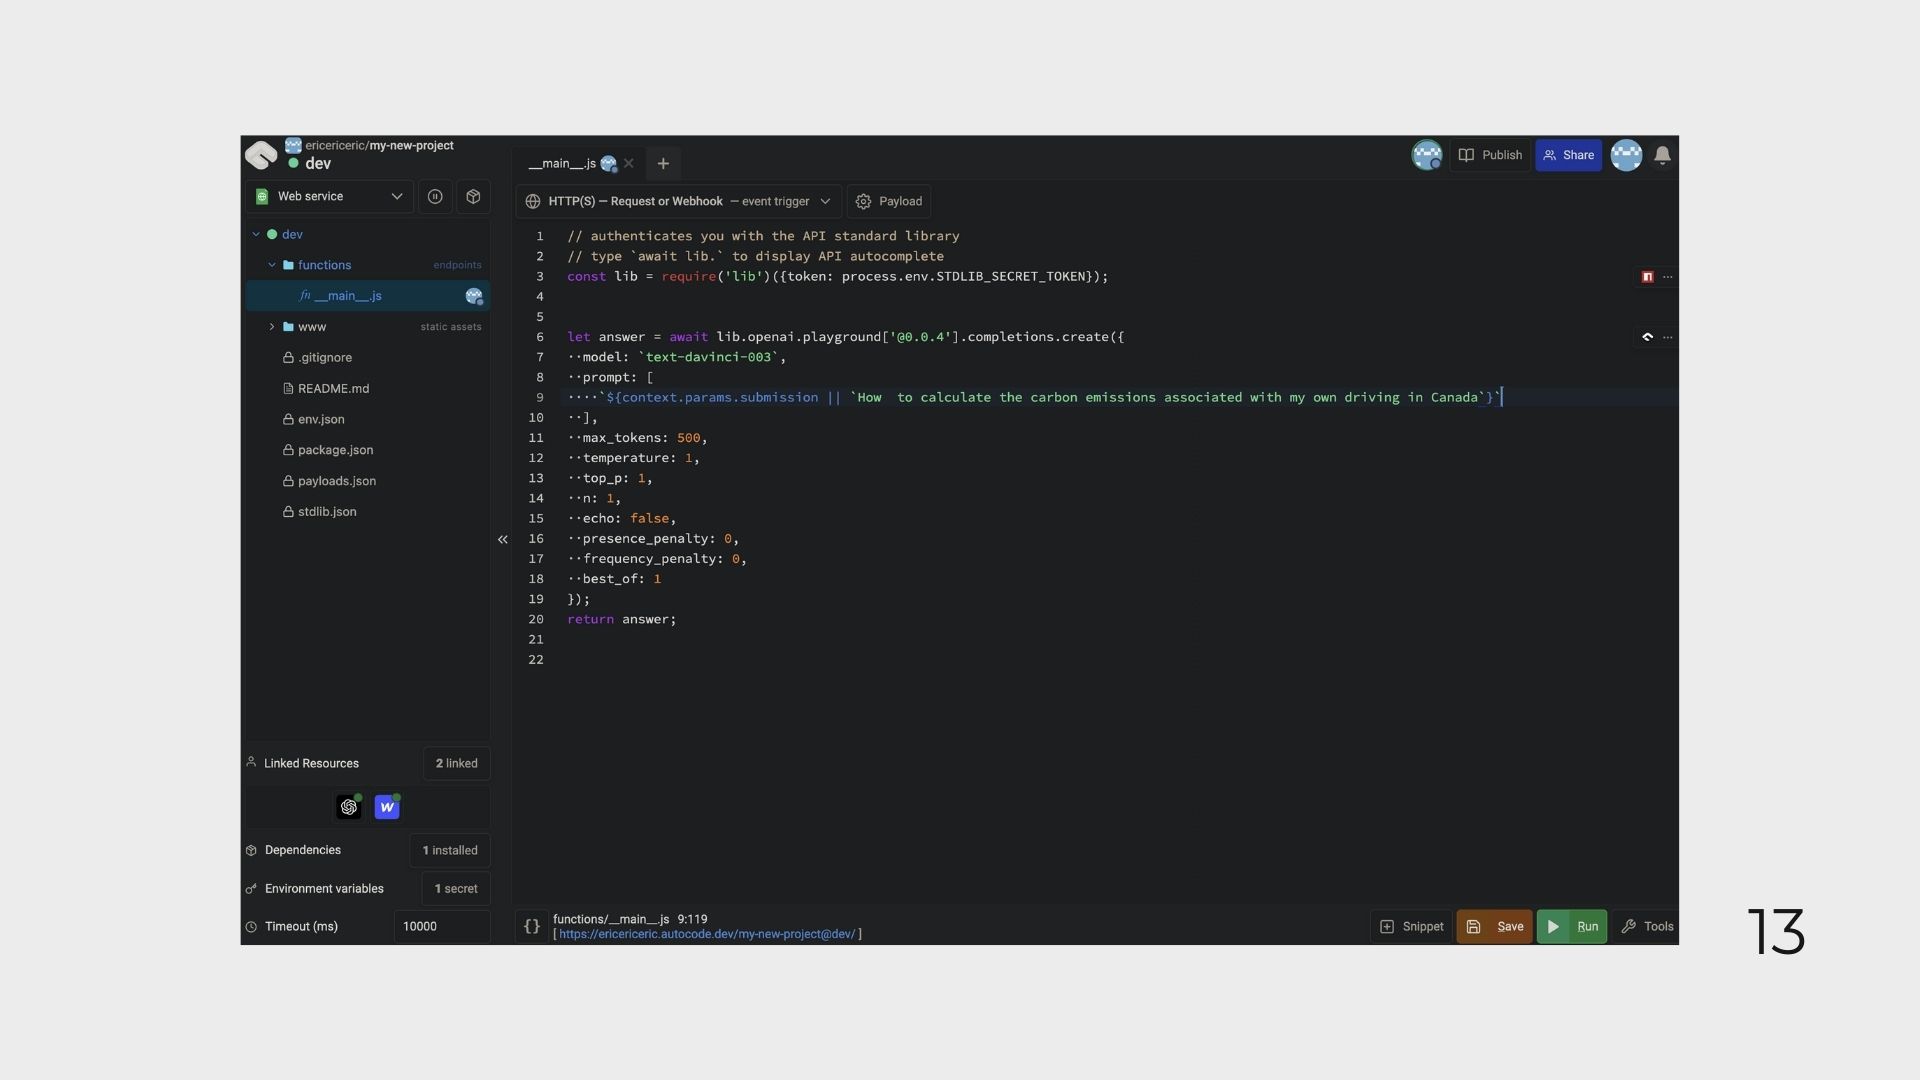 ericericeric/my-new-project
dev
Web service
dev
functions endpoints
fn __main__.js
www static assets
.gitignore
README.md
env.json
package.json
payloads.json
stdlib.json
Linked Resources 2 linked
W
Dependencies 1 installed
Environment variables 1 secret
Timeout (ms) 10000
__main__.js
Publish Share
HTTP(S) — Request or Webhook — event trigger Payload
1 // authenticates you with the API standard library
2 // type `await lib.` to display API autocomplete
3 const lib = require('lib')({token: process.env.STDLIB_SECRET_TOKEN});
4
5
6 let answer = await lib.openai.playground['@0.0.4'].completions.create({
7 ··model: `text-davinci-003`,
8 ··prompt: [
9 ····`${context.params.submission || `How  to calculate the carbon emissions associated with my own driving in Canada`}`
10 ··],
11 ··max_tokens: 500,
12 ··temperature: 1,
13 ··top_p: 1,
14 ··n: 1,
15 ··echo: false,
16 ··presence_penalty: 0,
17 ··frequency_penalty: 0,
18 ··best_of: 1
19 });
20 return answer;
21
22
{} functions/__main__.js 9:119
[ https://ericericeric.autocode.dev/my-new-project@dev/ ]
Snippet Save Run Tools
13